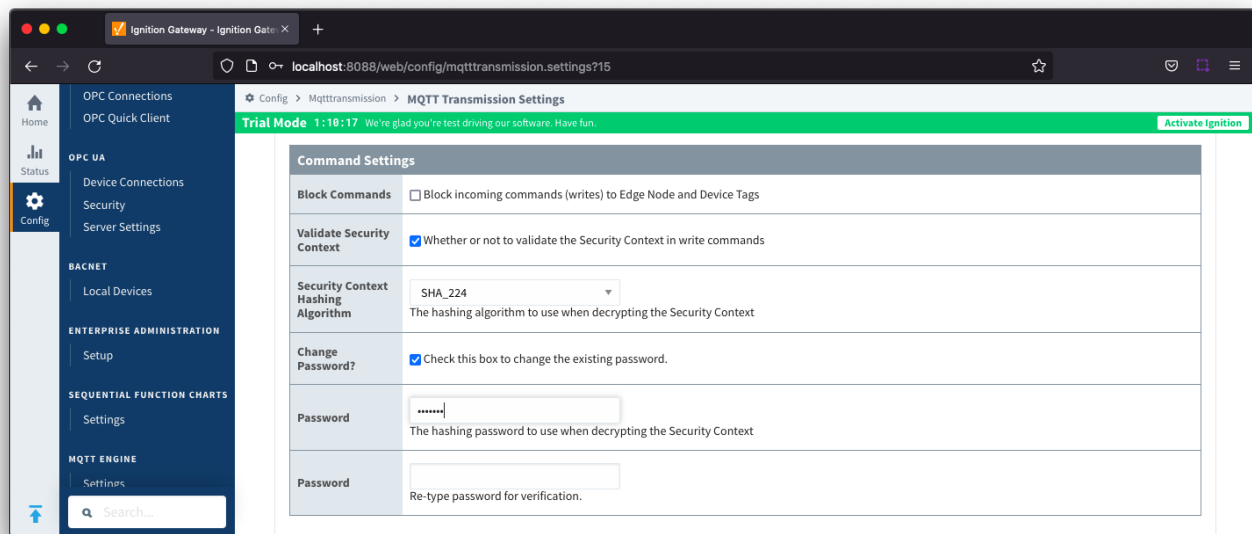 Ignition Gateway - Ignition Gate
localhost:8088/web/config/mqtttransmission.settings?15
Home
Status
Config
OPC Connections
OPC Quick Client
OPC UA
Device Connections
Security
Server Settings
BACNET
Local Devices
ENTERPRISE ADMINISTRATION
Setup
SEQUENTIAL FUNCTION CHARTS
Settings
MQTT ENGINE
Settings
Search...
Config > Mqtttransmission > MQTT Transmission Settings
Trial Mode 1:10:17 We're glad you're test driving our software. Have fun.
Activate Ignition
Command Settings
Block Commands
Block incoming commands (writes) to Edge Node and Device Tags
Validate Security
Context
Whether or not to validate the Security Context in write commands
Security Context
Hashing
Algorithm
SHA_224
The hashing algorithm to use when decrypting the Security Context
Change
Password?
Check this box to change the existing password.
Password
•••••••
The hashing password to use when decrypting the Security Context
Password
Re-type password for verification.